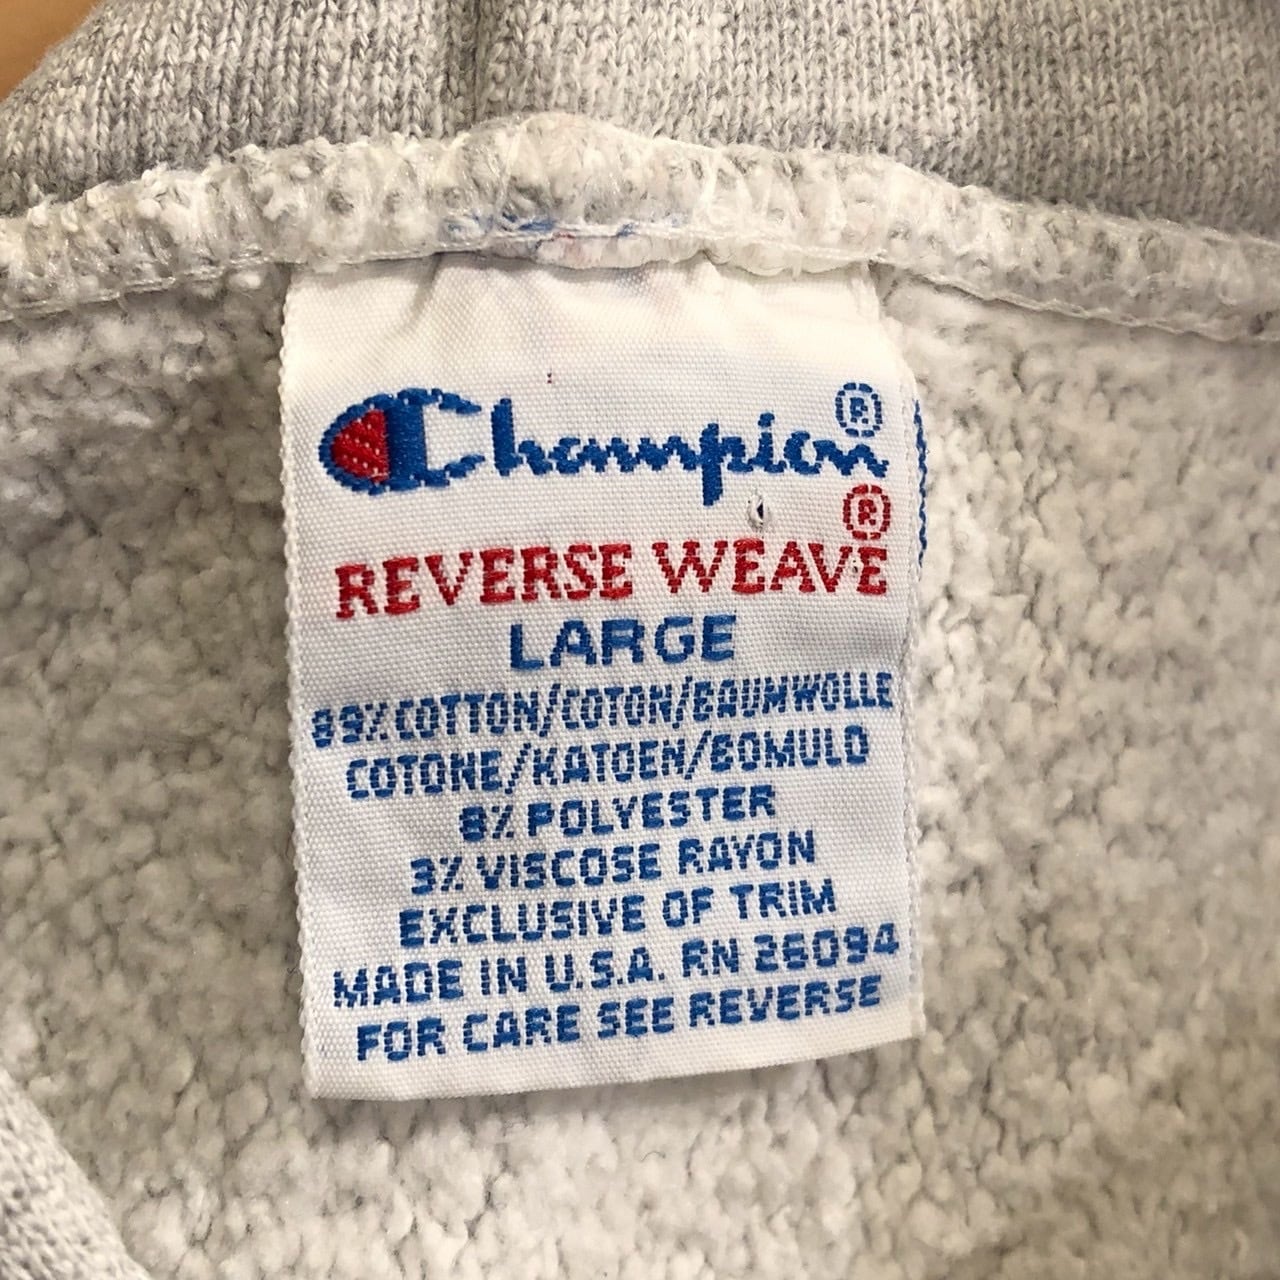 Champion®
®
REVERSE WEAVE
LARGE
89% COTTON/COTON/BAUMWOLLE
COTONE/KATOEN/BOMULD
8% POLYESTER
3% VISCOSE RAYON
EXCLUSIVE OF TRIM
MADE IN U.S.A. RN 26094
FOR CARE SEE REVERSE